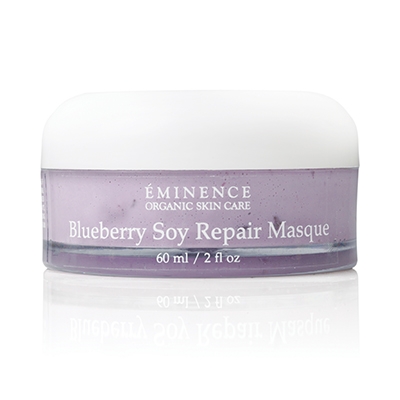 ÉMINENCE
ORGANIC SKIN CARE
Blueberry Soy Repair Masque
60 ml / 2 fl oz